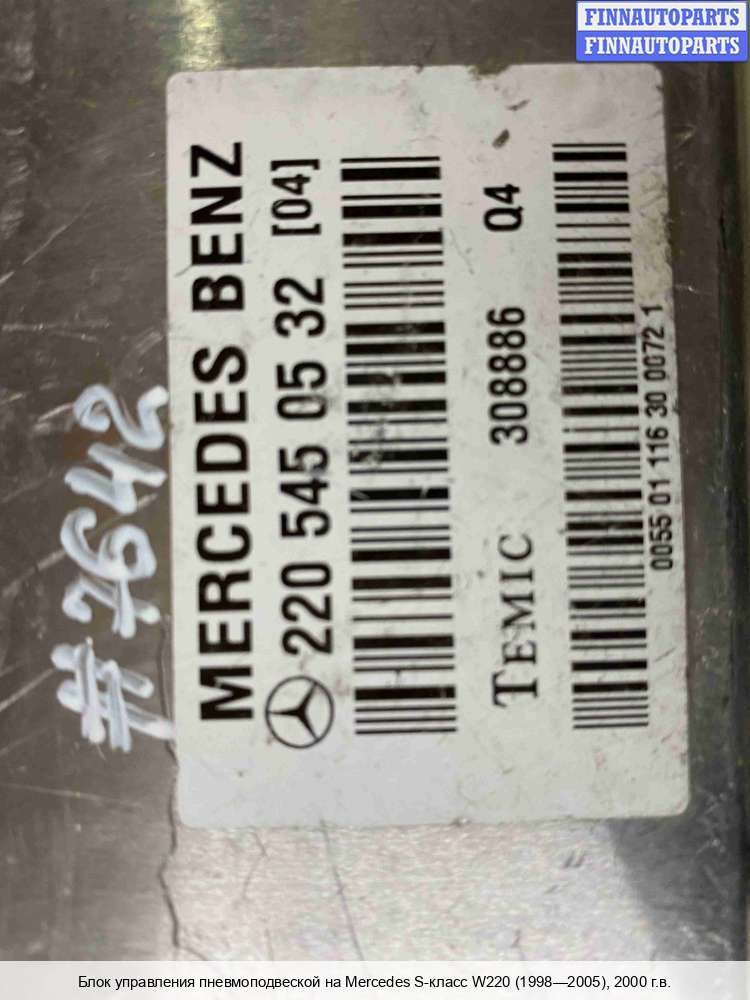 FINNAUTOPARTS
FINNAUTOPARTS
MERCEDES BENZ
220 545 05 32 [04]
TEMIC 308886 Q4
0055 01 116 30 0072 1
#7642
Блок управления пневмоподвеской на Mercedes S-класс W220 (1998—2005), 2000 г.в.